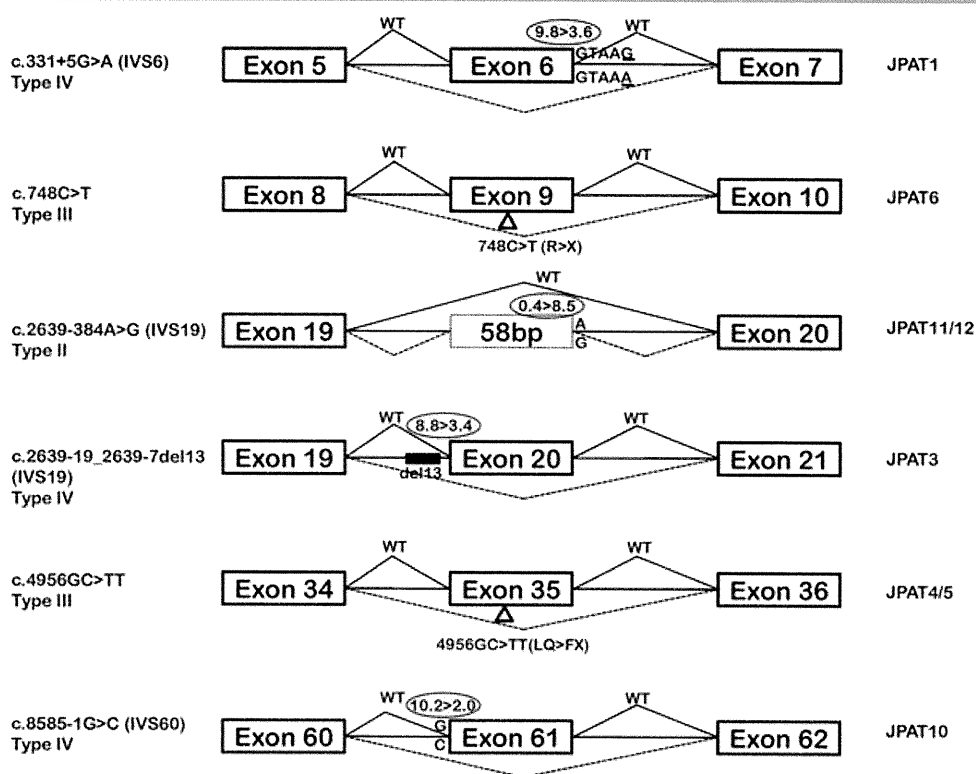 WT
9.8>3.6
WT
c.331+5G>A (IVS6)
Type IV
Exon 5
Exon 6
GTAAG
GTAAA
Exon 7
JPAT1
WT
WT
c.748C>T
Type III
Exon 8
Exon 9
Exon 10
JPAT6
748C>T (R>X)
WT
0.4>8.5
c.2639-384A>G (IVS19)
Type II
Exon 19
58bp
A
G
Exon 20
JPAT11/12
WT
8.8>3.4
WT
c.2639-19_2639-7del13
(IVS19)
Type IV
Exon 19
del13
Exon 20
Exon 21
JPAT3
WT
WT
c.4956GC>TT
Type III
Exon 34
Exon 35
Exon 36
JPAT4/5
4956GC>TT(LQ>FX)
WT
10.2>2.0
WT
c.8585-1G>C (IVS60)
Type IV
Exon 60
G
C
Exon 61
Exon 62
JPAT10